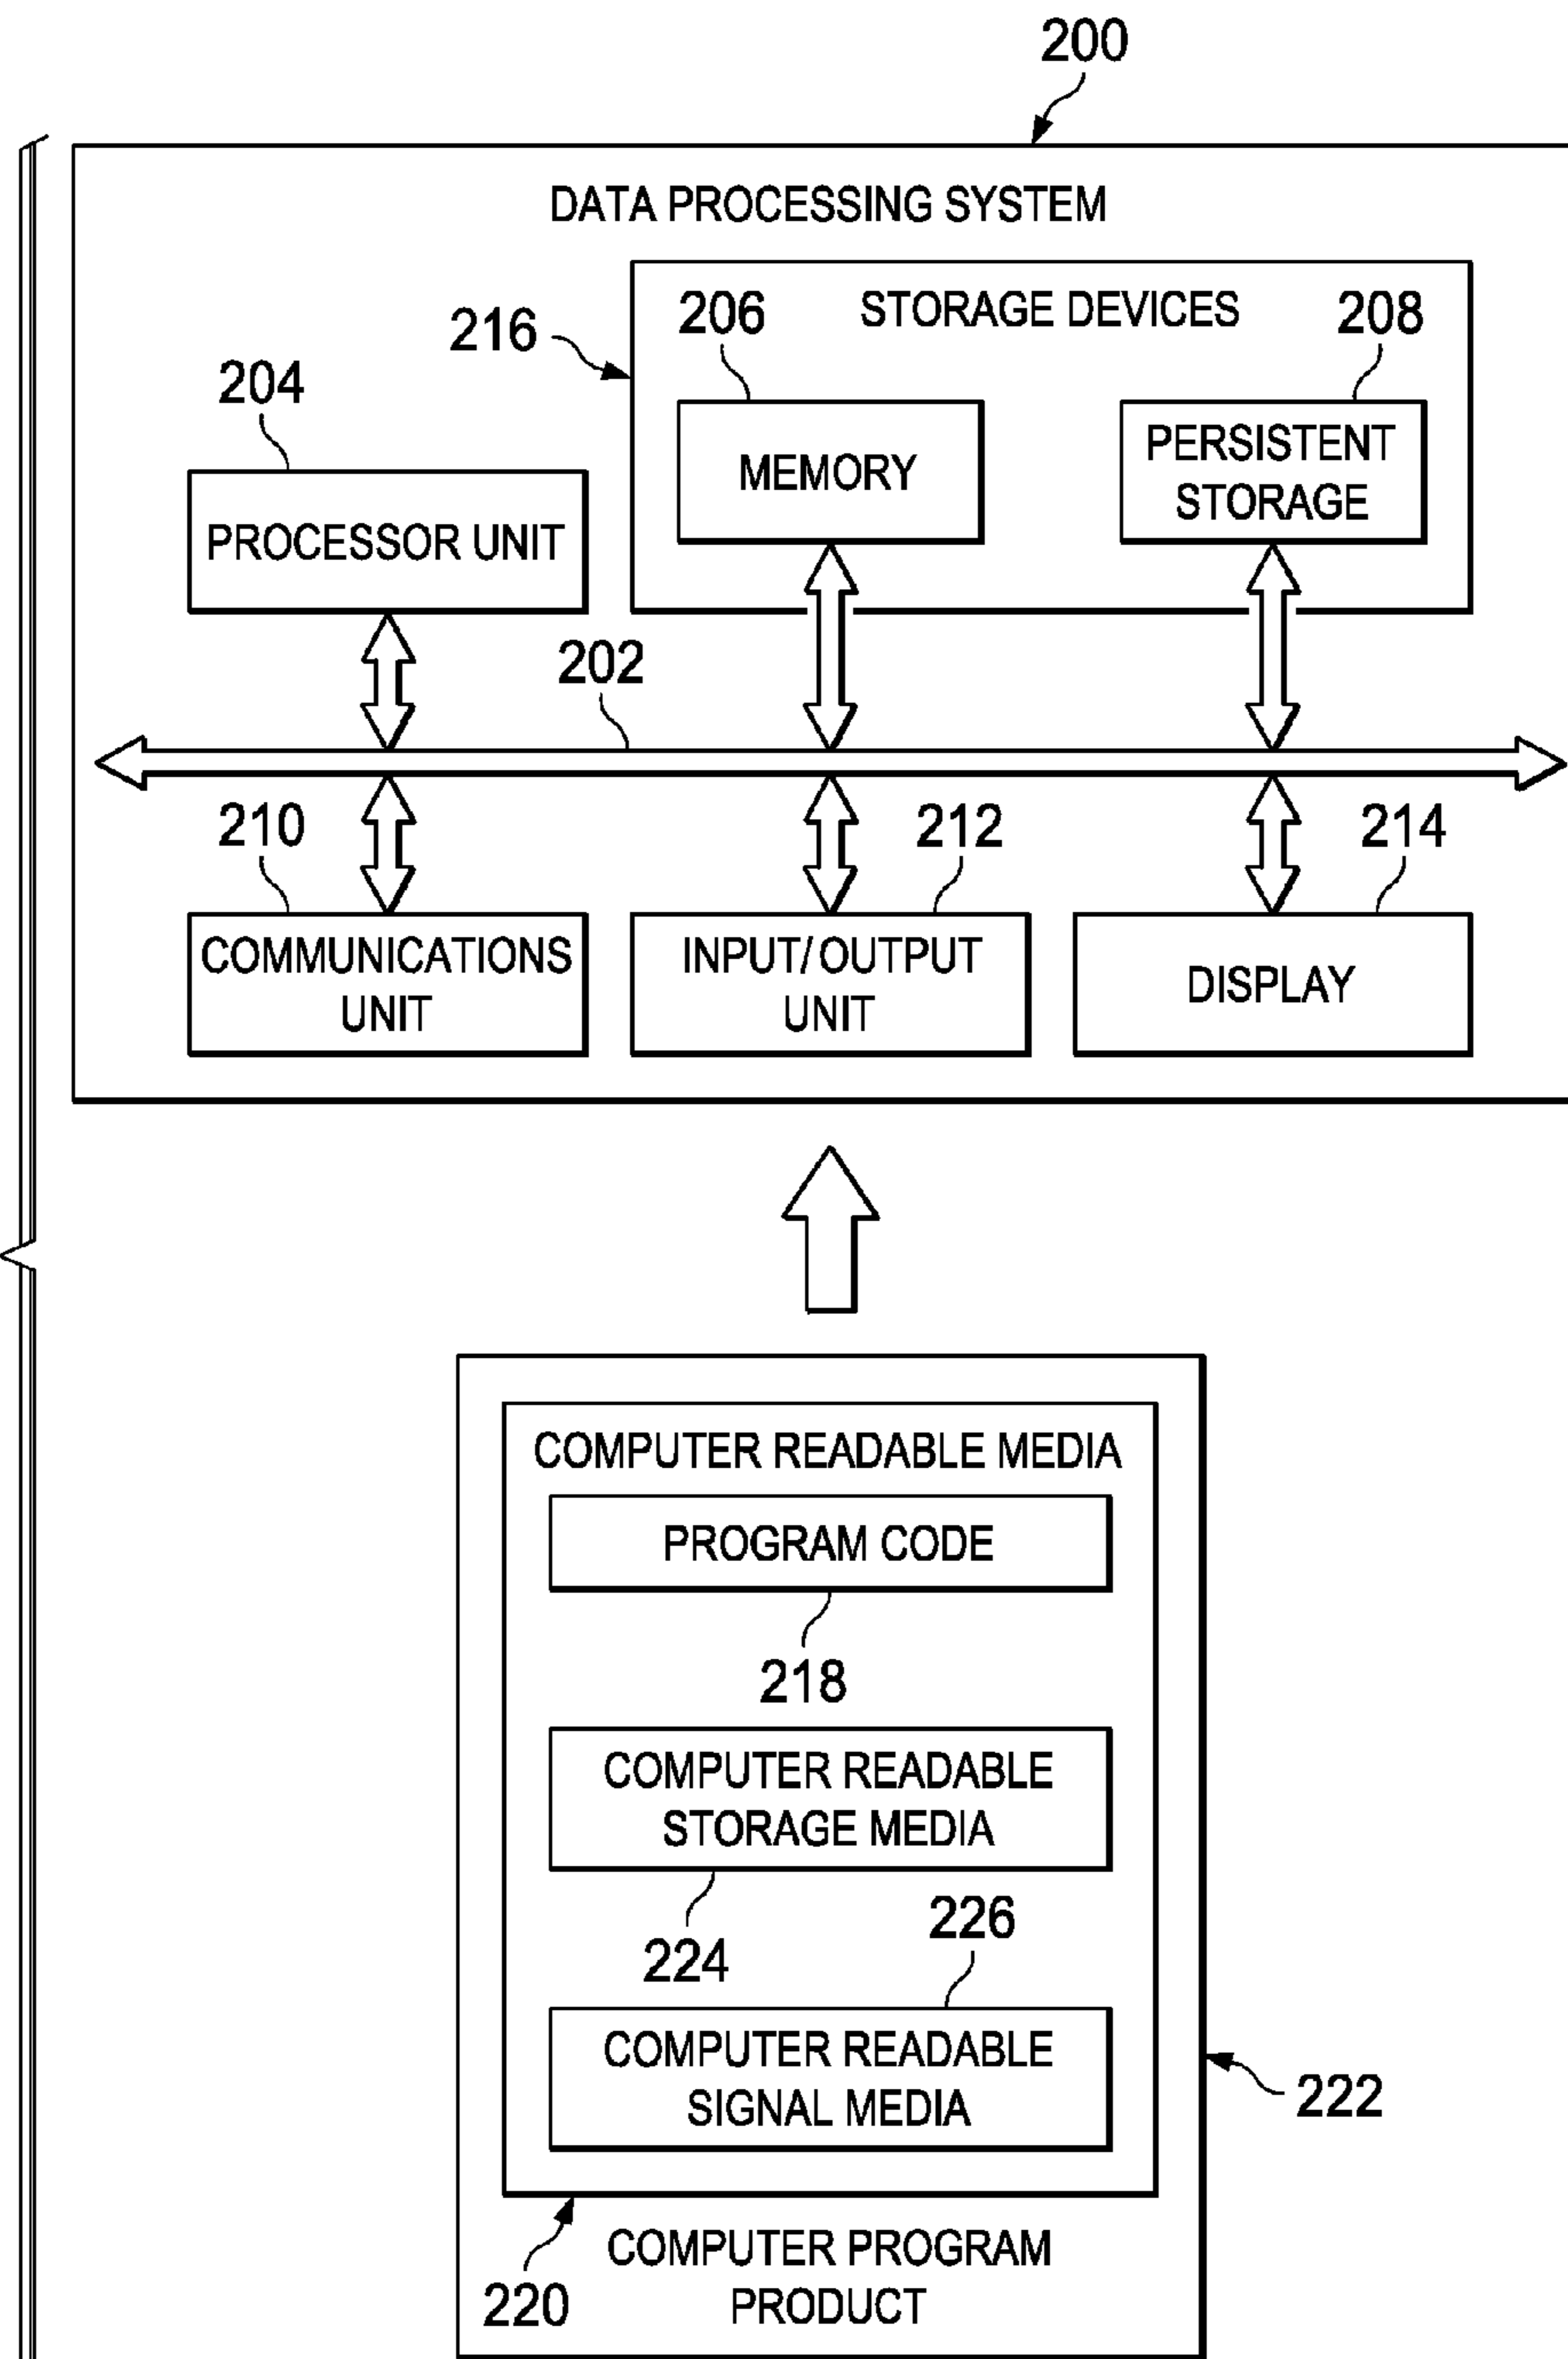 200
DATA PROCESSING SYSTEM
216
206
STORAGE DEVICES
208
204
MEMORY
PERSISTENT
STORAGE
PROCESSOR UNIT
202
210
212
214
COMMUNICATIONS
UNIT
INPUT/OUTPUT
UNIT
DISPLAY
COMPUTER READABLE MEDIA
PROGRAM CODE
218
COMPUTER READABLE
STORAGE MEDIA
224
226
COMPUTER READABLE
SIGNAL MEDIA
222
220
COMPUTER PROGRAM
PRODUCT